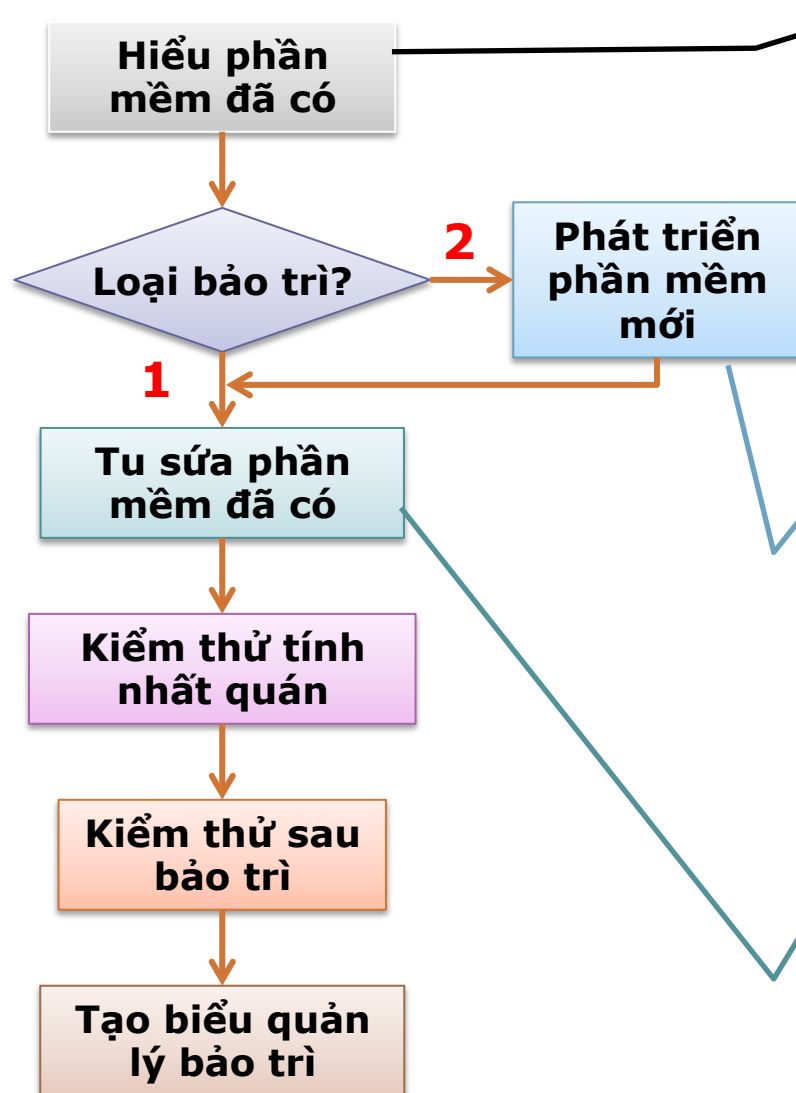 Hiểu phần
mềm đã có
Loại bảo trì?
2
Phát triển
phần mềm
mới
1
Tu sứa phần
mềm đã có
Kiểm thử tính
nhất quán
Kiểm thử sau
bảo trì
Tạo biểu quản
lý bảo trì